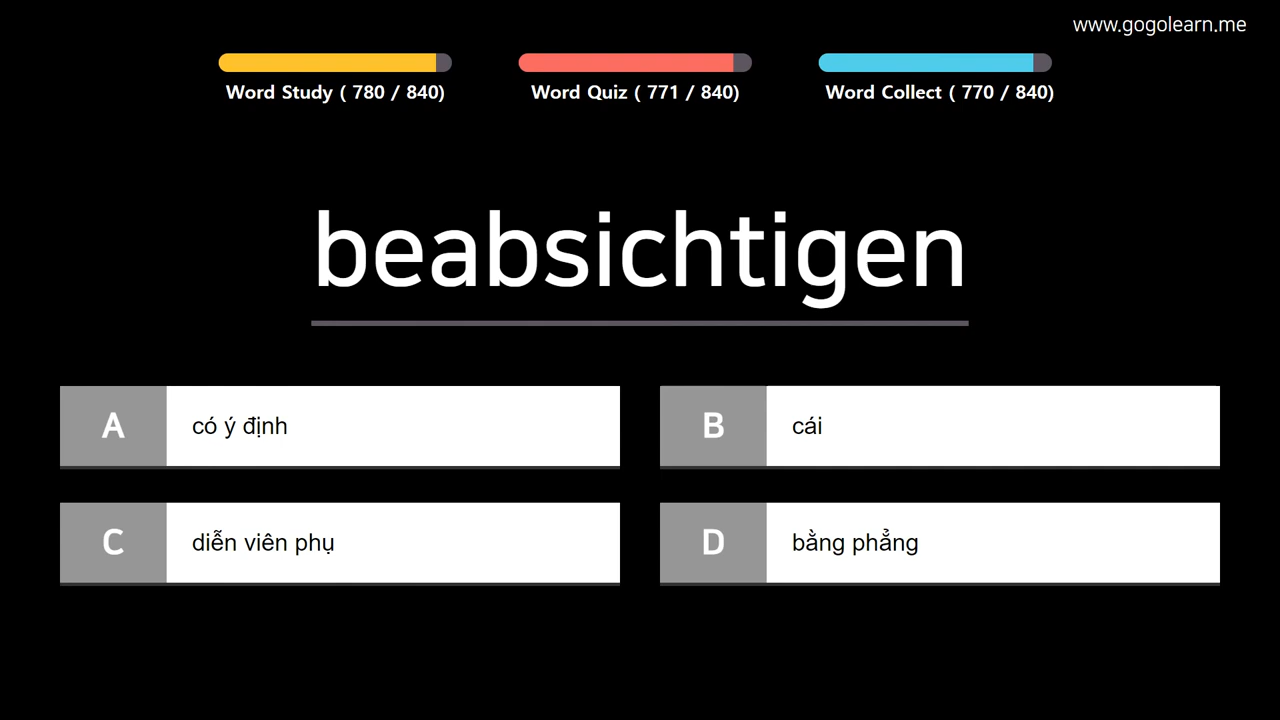 www.gogolearn.me
Word Study ( 780 / 840)
Word Quiz ( 771 / 840)
Word Collect ( 770 / 840)
beabsichtigen
A có ý định
B cái
C diễn viên phụ
D bằng phẳng